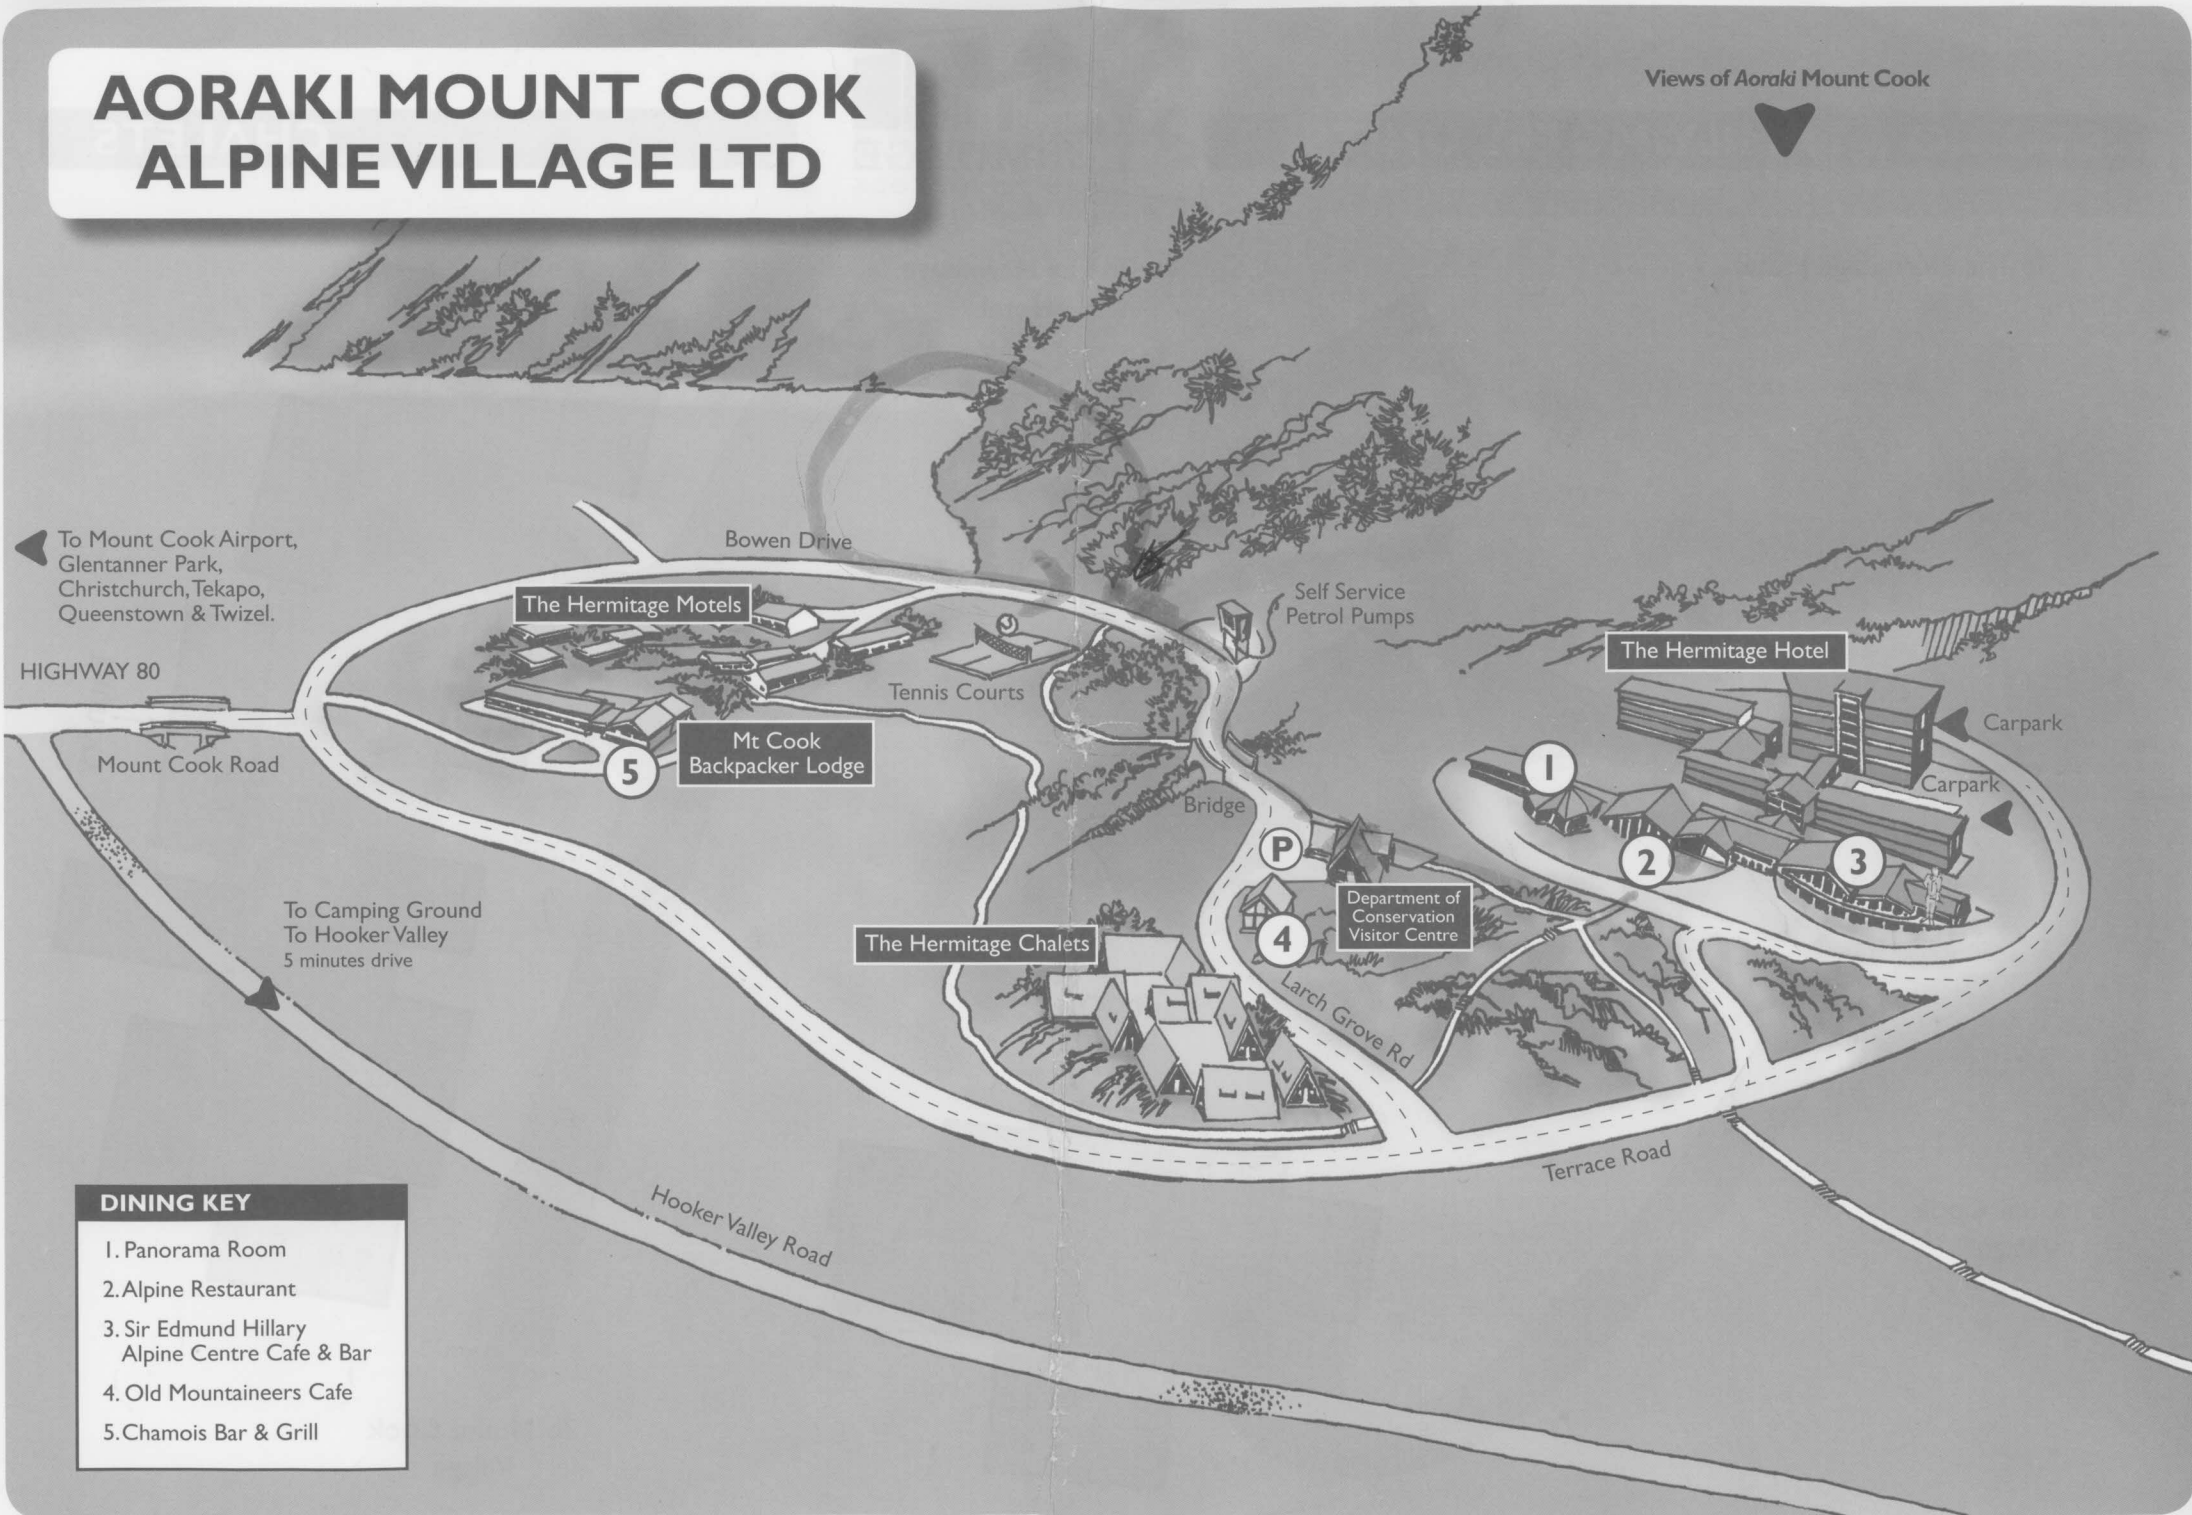 AORAKI MOUNT COOK
ALPINE VILLAGE LTD
Views of Aoraki Mount Cook
To Mount Cook Airport,
Glentanner Park,
Christchurch, Tekapo,
Queenstown & Twizel.
HIGHWAY 80
Mount Cook Road
Bowen Drive
The Hermitage Motels
Tennis Courts
Self Service
Petrol Pumps
Mt Cook
Backpacker Lodge
5
Bridge
The Hermitage Hotel
Carpark
Carpark
1
2
3
P
4
Department of
Conservation
Visitor Centre
The Hermitage Chalets
Larch Grove Rd
Terrace Road
To Camping Ground
To Hooker Valley
5 minutes drive
Hooker Valley Road
DINING KEY
1. Panorama Room
2. Alpine Restaurant
3. Sir Edmund Hillary
Alpine Centre Cafe & Bar
4. Old Mountaineers Cafe
5. Chamois Bar & Grill